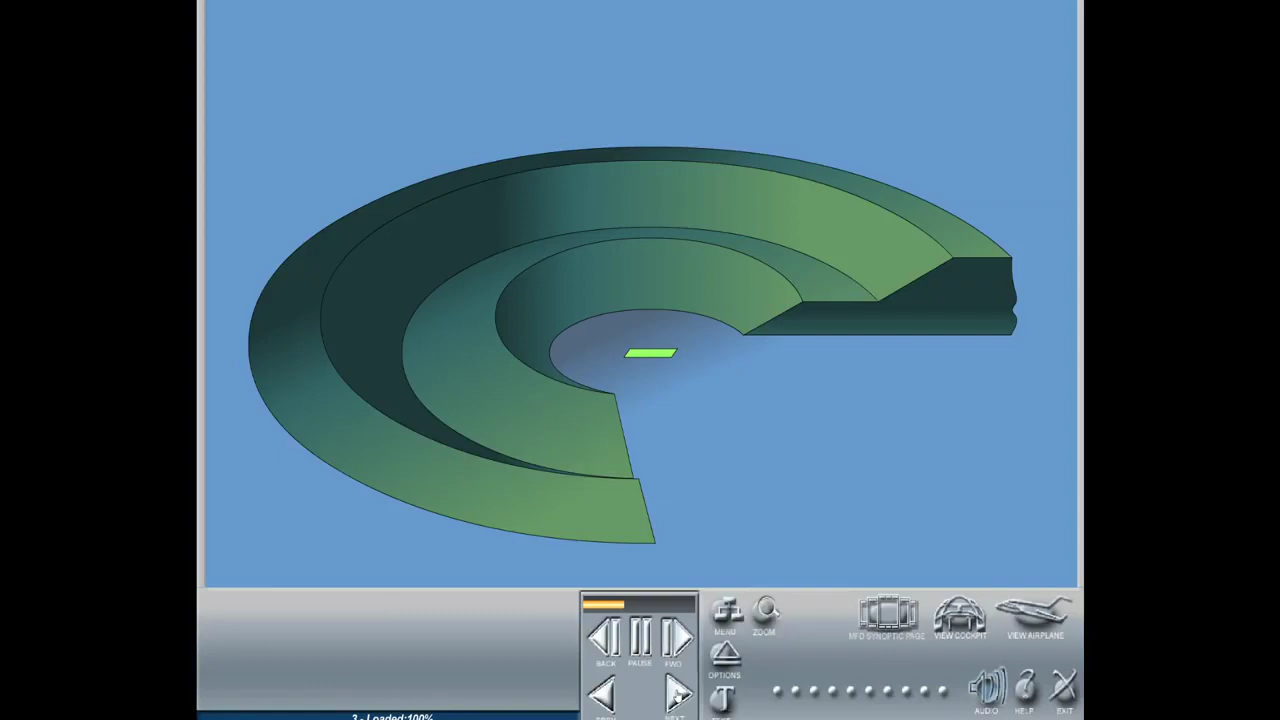 BACK PAUSE FWD
MENU ZOOM
OPTIONS
MFD SYNOPTIC PAGE VIEW COCKPIT VIEW AIRPLANE
AUDIO HELP EXIT
3 - Loaded:100%